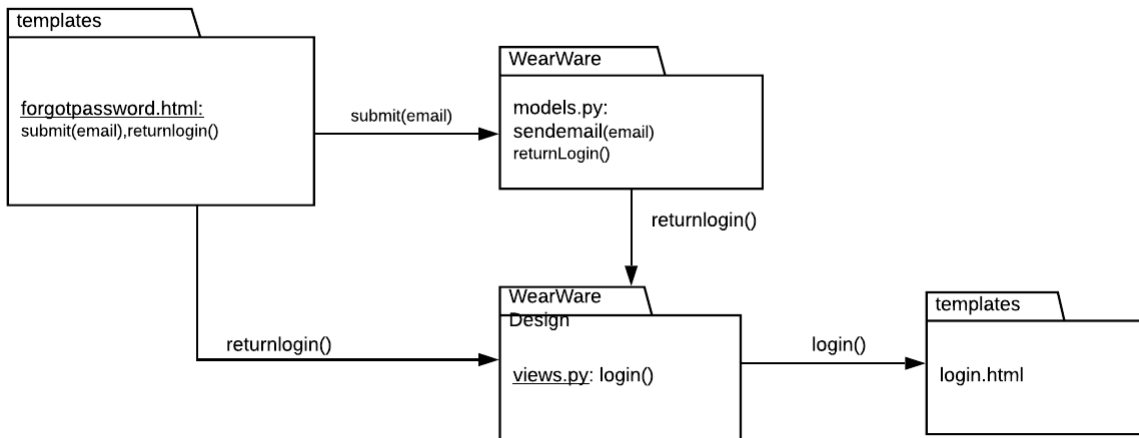 templates
forgotpassword.html:
submit(email),returnlogin()
submit(email)
WearWare
models.py:
sendemail(email)
returnLogin()
returnlogin()
returnlogin()
WearWare
Design
views.py: login()
login()
templates
login.html